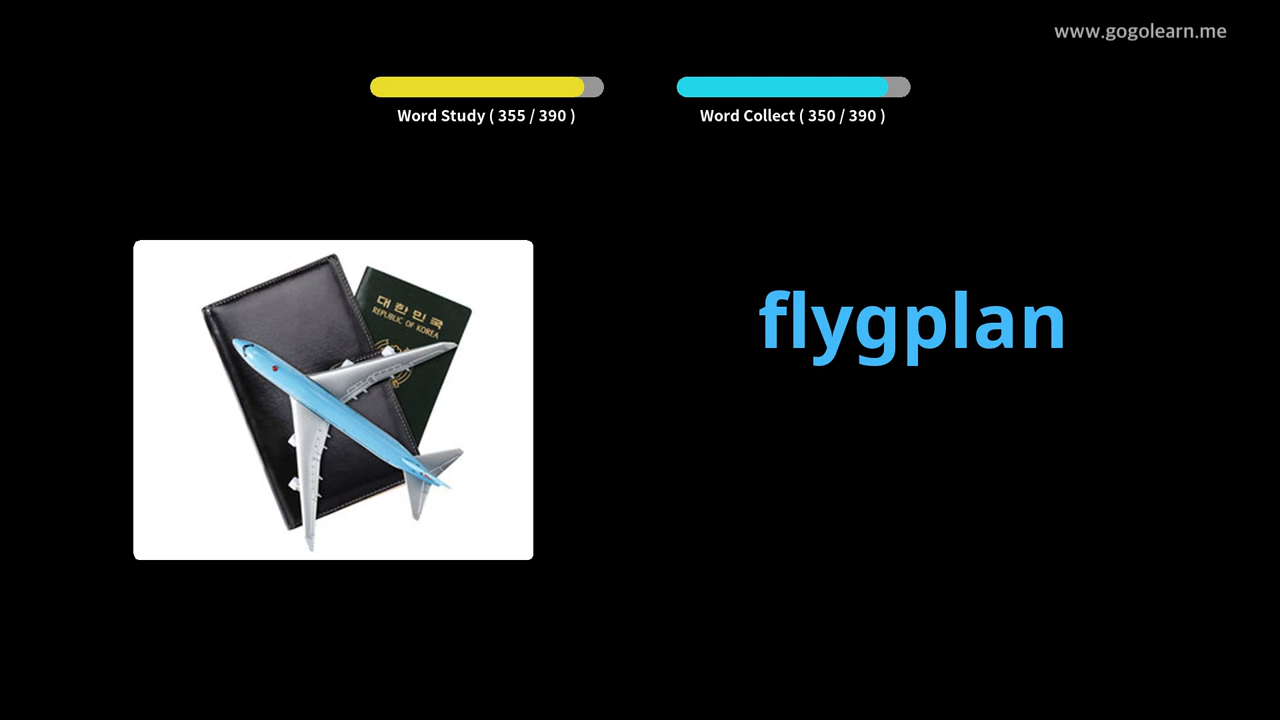 www.gogolearn.me
Word Study ( 355 / 390 )
Word Collect ( 350 / 390 )
대한민국
REPUBLIC OF KOREA
flygplan